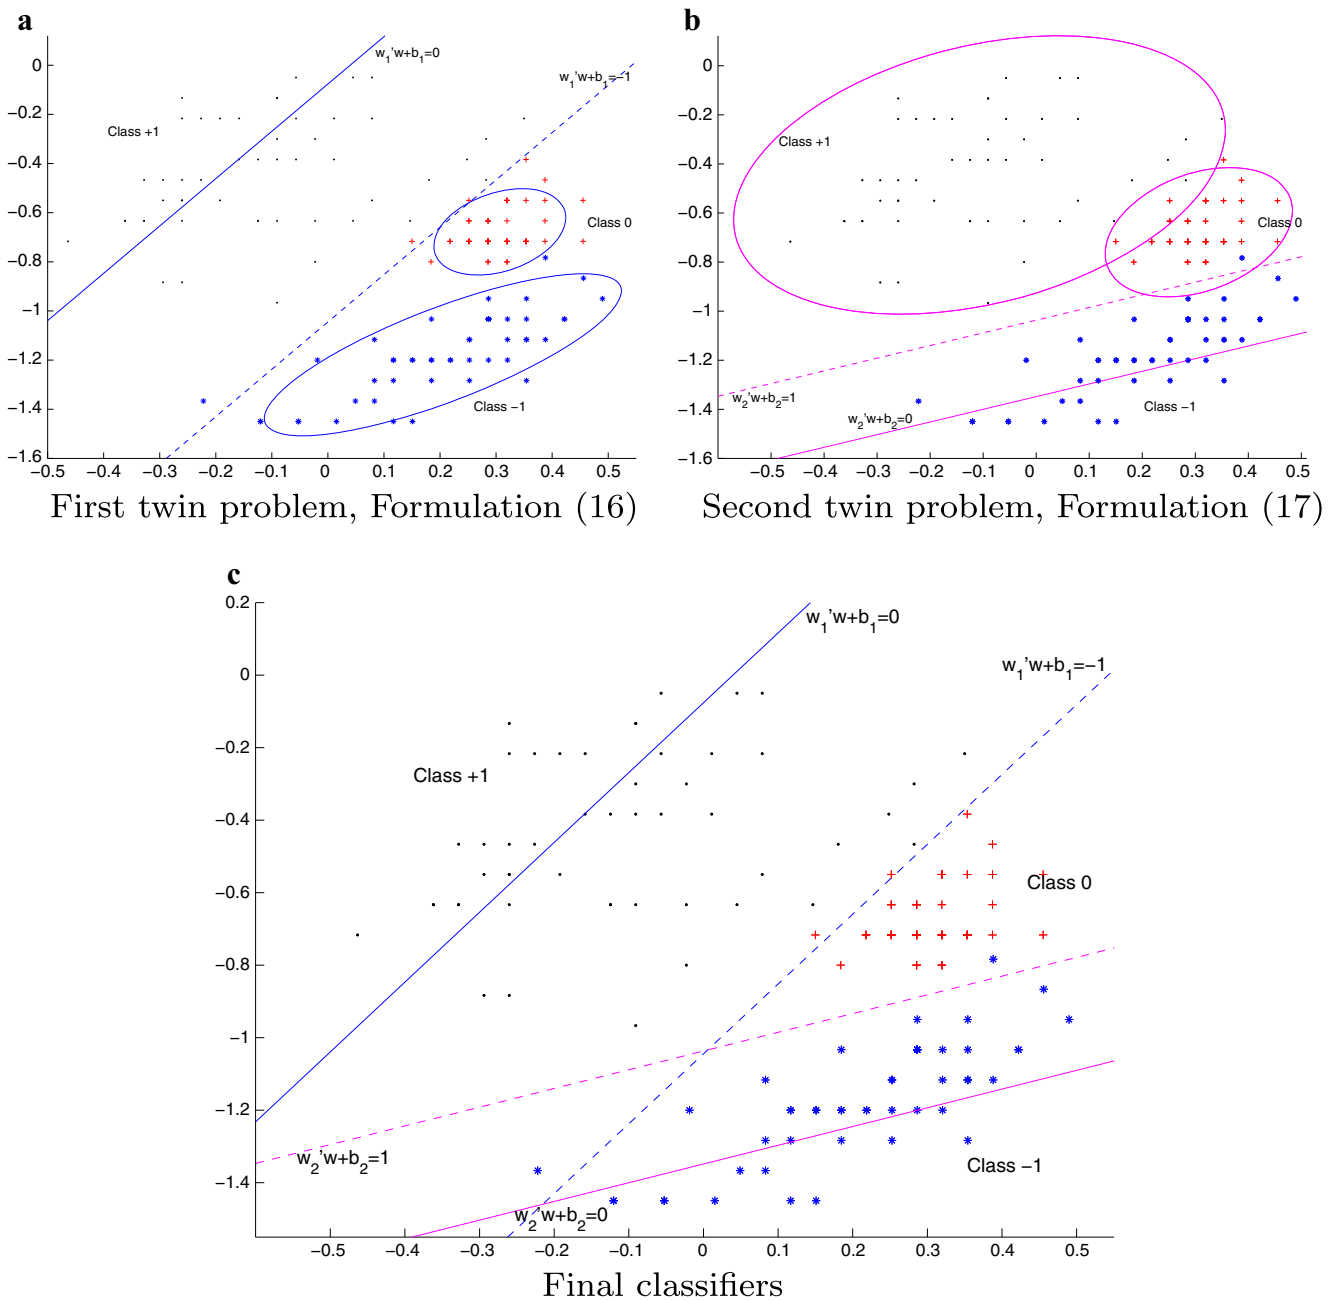 a
w1'w+b1=0
w1'w+b1=−1
Class +1
Class 0
Class −1
0
−0.2
−0.4
−0.6
−0.8
−1
−1.2
−1.4
−1.6
−0.5 −0.4 −0.3 −0.2 −0.1 0 0.1 0.2 0.3 0.4 0.5
First twin problem, Formulation (16)
b
Class +1
Class 0
w2'w+b2=1
w2'w+b2=0
Class −1
0
−0.2
−0.4
−0.6
−0.8
−1
−1.2
−1.4
−1.6
−0.5 −0.4 −0.3 −0.2 −0.1 0 0.1 0.2 0.3 0.4 0.5
Second twin problem, Formulation (17)
c
w1'w+b1=0
w1'w+b1=−1
Class +1
Class 0
w2'w+b2=1
Class −1
w2'w+b2=0
0.2
0
−0.2
−0.4
−0.6
−0.8
−1
−1.2
−1.4
−0.5 −0.4 −0.3 −0.2 −0.1 0 0.1 0.2 0.3 0.4 0.5
Final classifiers